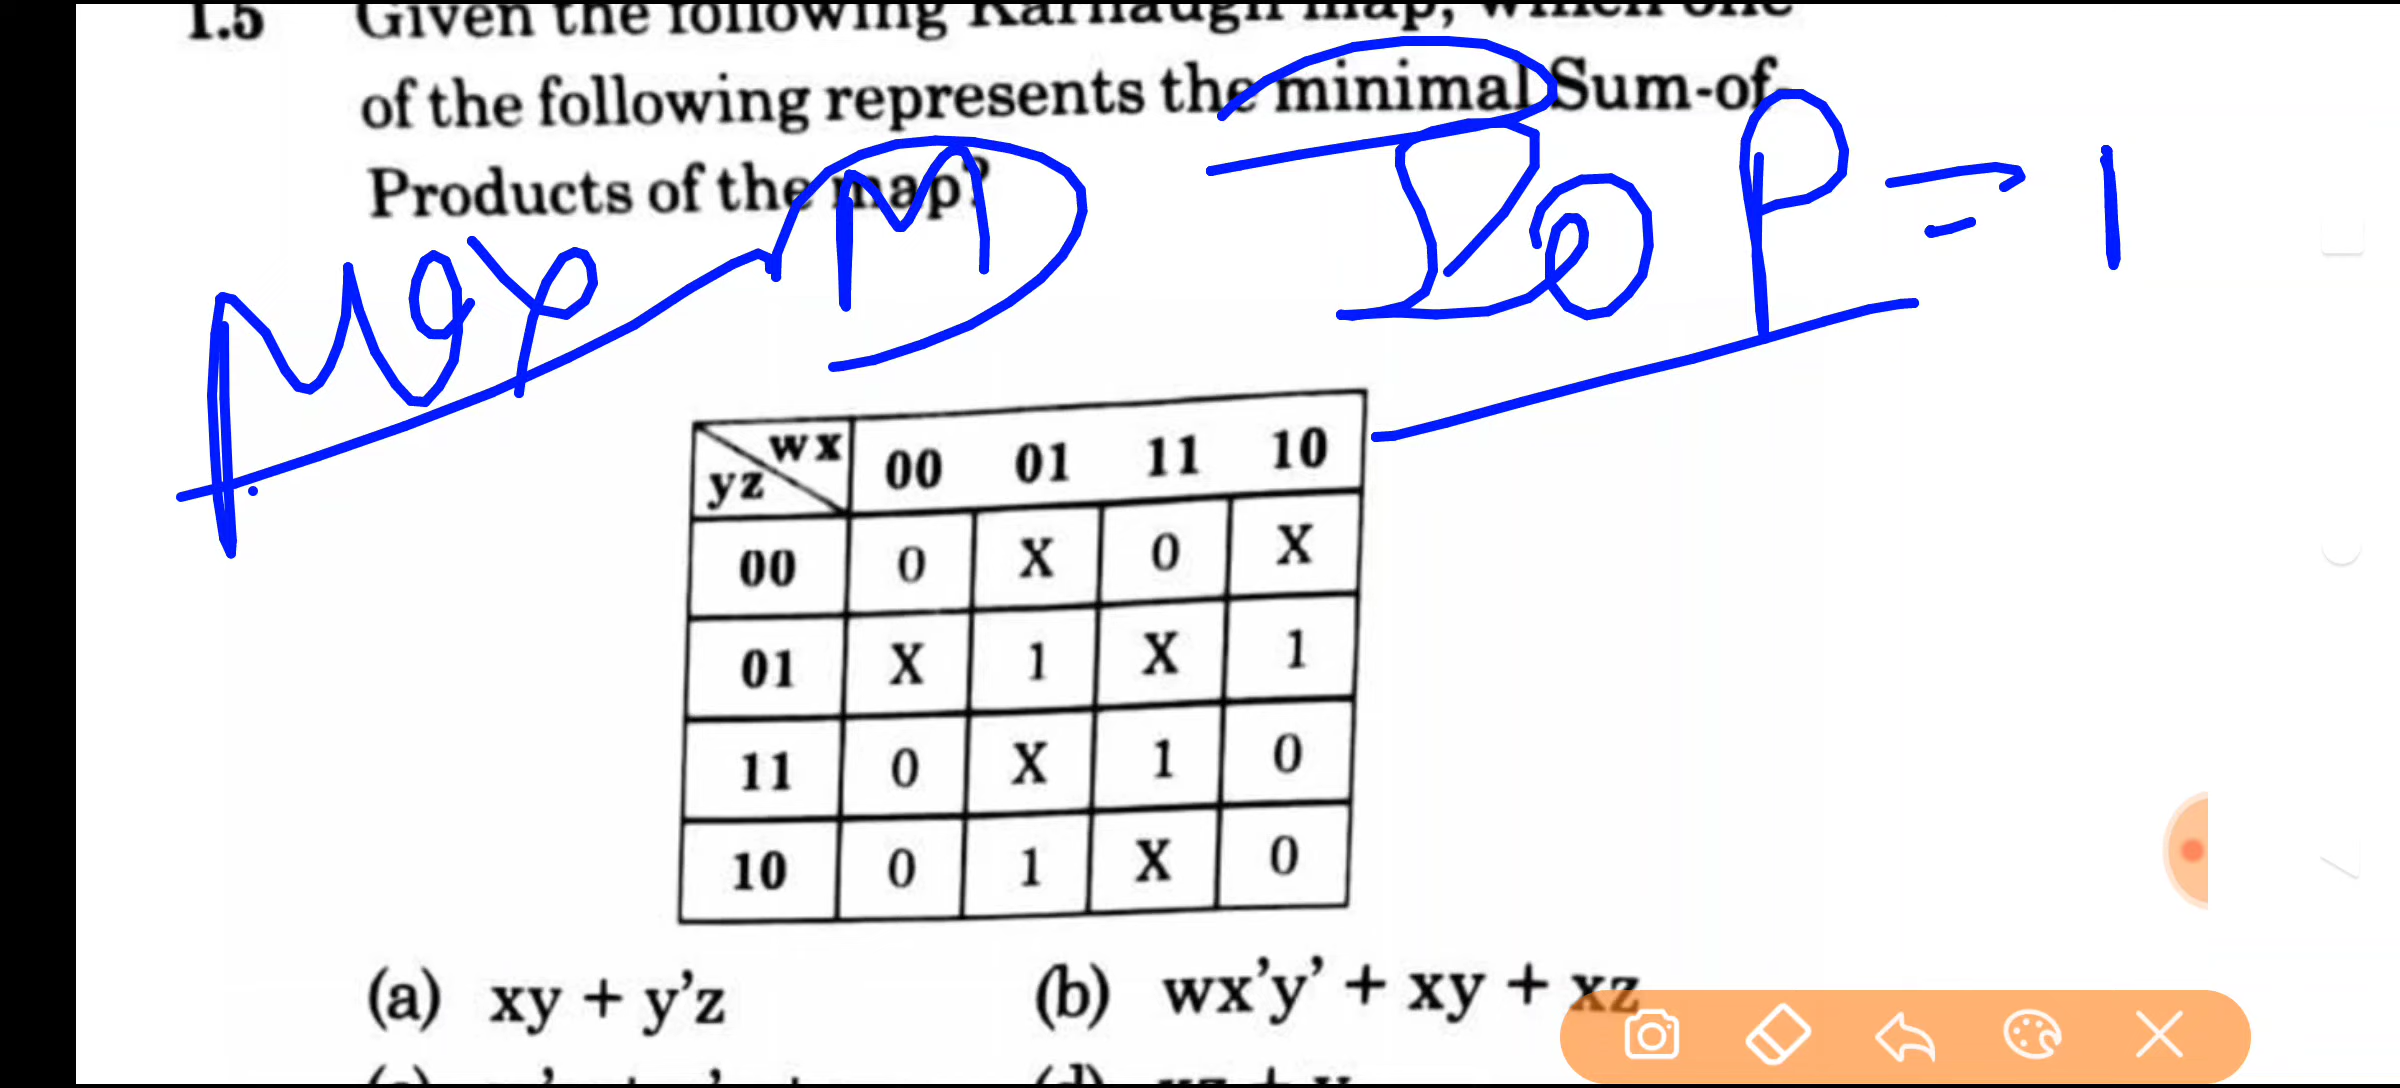 1.5 Given the following Karnaugh map, which one
of the following represents the minimal Sum-of-
Products of the map?
Max M
SOP = 1
wx
yz
00 01 11 10
00 0 X 0 X
01 X 1 X 1
11 0 X 1 0
10 0 1 X 0
(a) xy + y'z (b) wx'y' + xy + xz